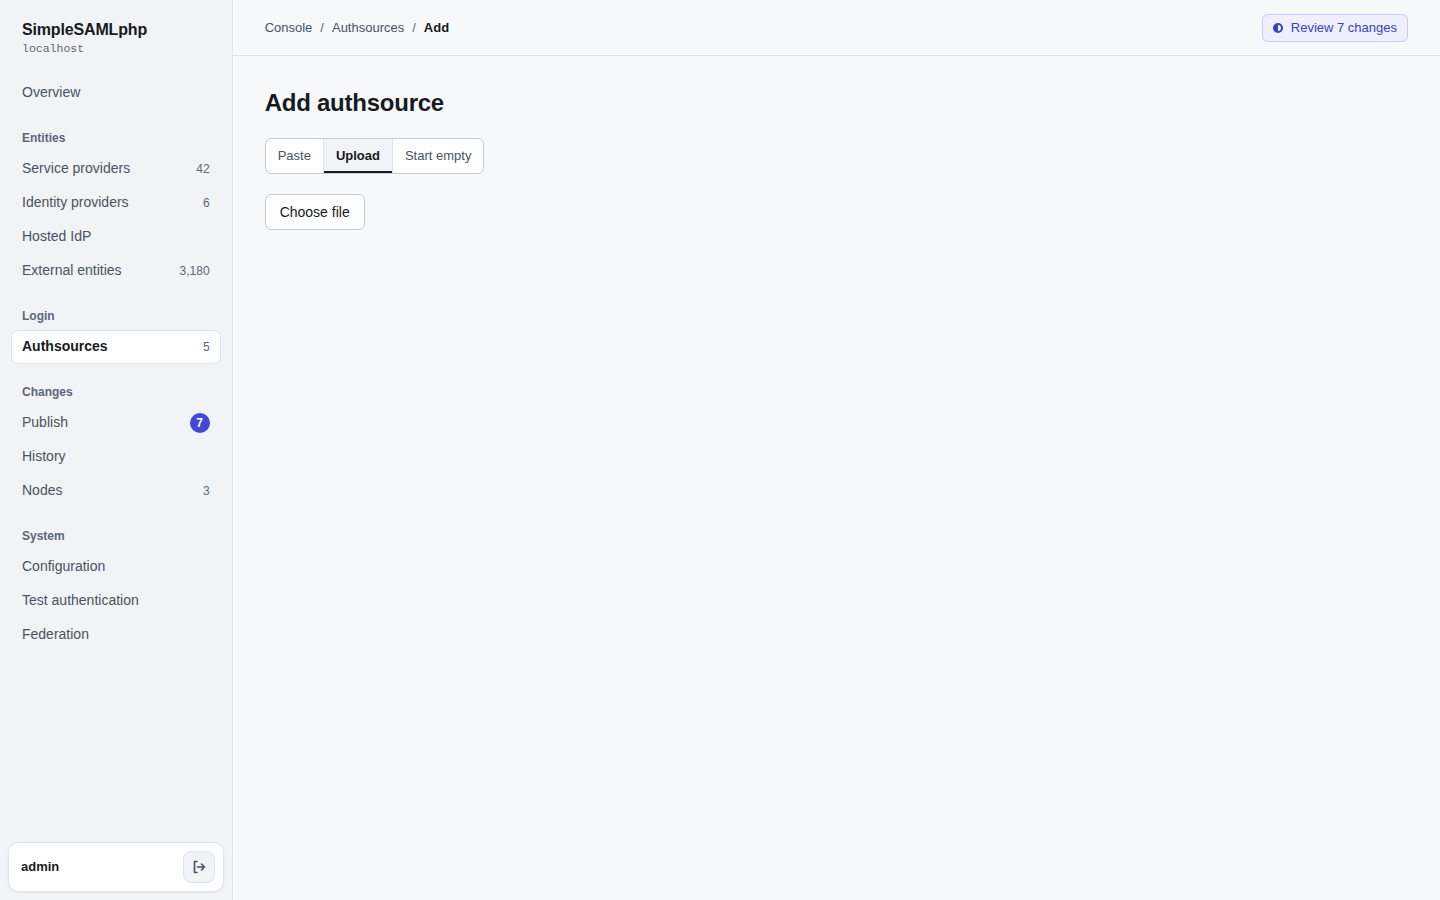 SimpleSAMLphp
localhost
Overview
Entities
Service providers 42
Identity providers 6
Hosted IdP
External entities 3,180
Login
Authsources 5
Changes
Publish 7
History
Nodes 3
System
Configuration
Test authentication
Federation
admin
Console / Authsources / Add
Review 7 changes
Add authsource
Paste Upload Start empty
Choose file